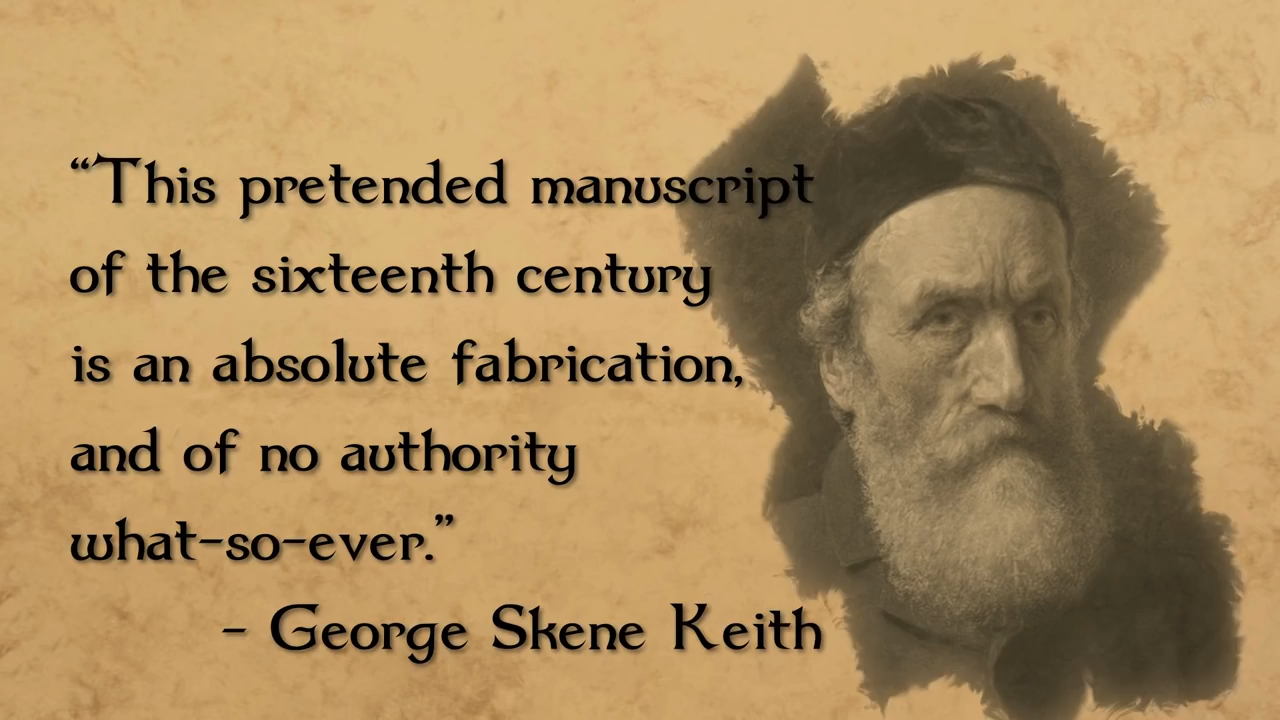 “This pretended manuscript
of the sixteenth century
is an absolute fabrication,
and of no authority
what-so-ever.”
- George Skene Keith